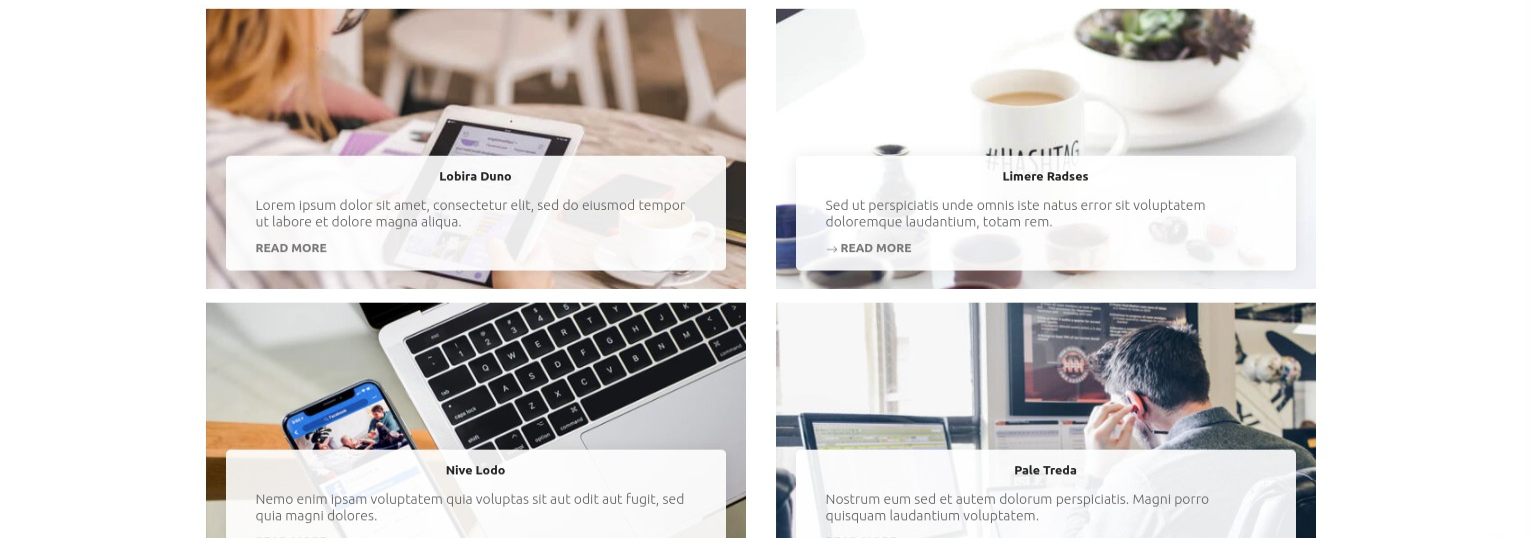 #HASHTAG
Lobira Duno
Lorem ipsum dolor sit amet, consectetur elit, sed do eiusmod tempor
ut labore et dolore magna aliqua.
READ MORE
Limere Radses
Sed ut perspiciatis unde omnis iste natus error sit voluptatem
doloremque laudantium, totam rem.
→ READ MORE
Nive Lodo
Nemo enim ipsam voluptatem quia voluptas sit aut odit aut fugit, sed
quia magni dolores.
Pale Treda
Nostrum eum sed et autem dolorum perspiciatis. Magni porro
quisquam laudantium voluptatem.